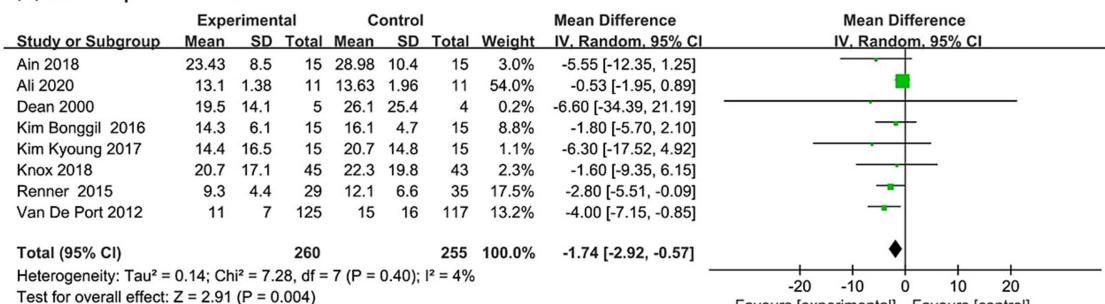 Experimental Control Mean Difference Mean Difference
Study or Subgroup Mean SD Total Mean SD Total Weight IV, Random, 95% CI IV, Random, 95% CI
Ain 2018 23.43 8.5 15 28.98 10.4 15 3.0% -5.55 [-12.35, 1.25]
Ali 2020 13.1 1.38 11 13.63 1.96 11 54.0% -0.53 [-1.95, 0.89]
Dean 2000 19.5 14.1 5 26.1 25.4 4 0.2% -6.60 [-34.39, 21.19]
Kim Bonggil 2016 14.3 6.1 15 16.1 4.7 15 8.8% -1.80 [-5.70, 2.10]
Kim Kyoung 2017 14.4 16.5 15 20.7 14.8 15 1.1% -6.30 [-17.52, 4.92]
Knox 2018 20.7 17.1 45 22.3 19.8 43 2.3% -1.60 [-9.35, 6.15]
Renner 2015 9.3 4.4 29 12.1 6.6 35 17.5% -2.80 [-5.51, -0.09]
Van De Port 2012 11 7 125 15 16 117 13.2% -4.00 [-7.15, -0.85]
Total (95% CI) 260 255 100.0% -1.74 [-2.92, -0.57]
Heterogeneity: Tau² = 0.14; Chi² = 7.28, df = 7 (P = 0.40); I² = 4%
Test for overall effect: Z = 2.91 (P = 0.004)
-20 -10 0 10 20
Favours [experimental] Favours [control]